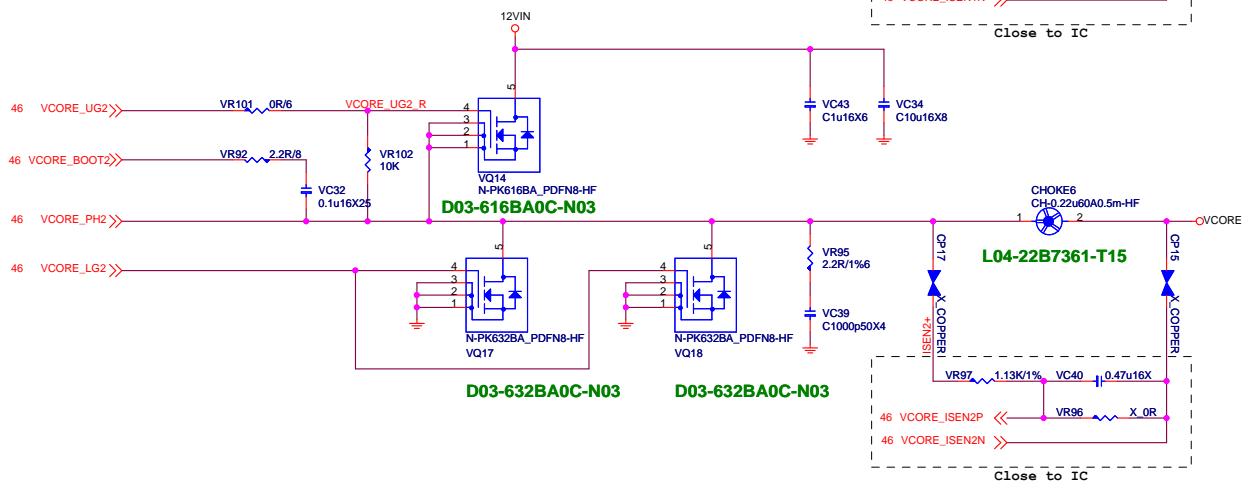 Close to IC
12VIN
46 VCORE_UG2
VR101 0R/6
VCORE_UG2_R
5
4
3
2
1
VC43
C1u16X6
VC34
C10u16X8
46 VCORE_BOOT2
VR92 2.2R/8
VR102
10K
VC32
0.1u16X25
VQ14
N-PK616BA_PDFN8-HF
D03-616BA0C-N03
46 VCORE_PH2
CHOKE6
CH-0.22u60A0.5m-HF
1
2
VCORE
L04-22B7361-T15
46 VCORE_LG2
5
4
3
2
1
N-PK632BA_PDFN8-HF
VQ17
D03-632BA0C-N03
5
4
3
2
1
N-PK632BA_PDFN8-HF
VQ18
D03-632BA0C-N03
VR95
2.2R/1%6
VC39
C1000p50X4
CP17
X_COPPER
ISEN2+
CP15
X_COPPER
VR97 1.13K/1%
VC40 0.47u16X
46 VCORE_ISEN2P
VR96 X_0R
46 VCORE_ISEN2N
Close to IC